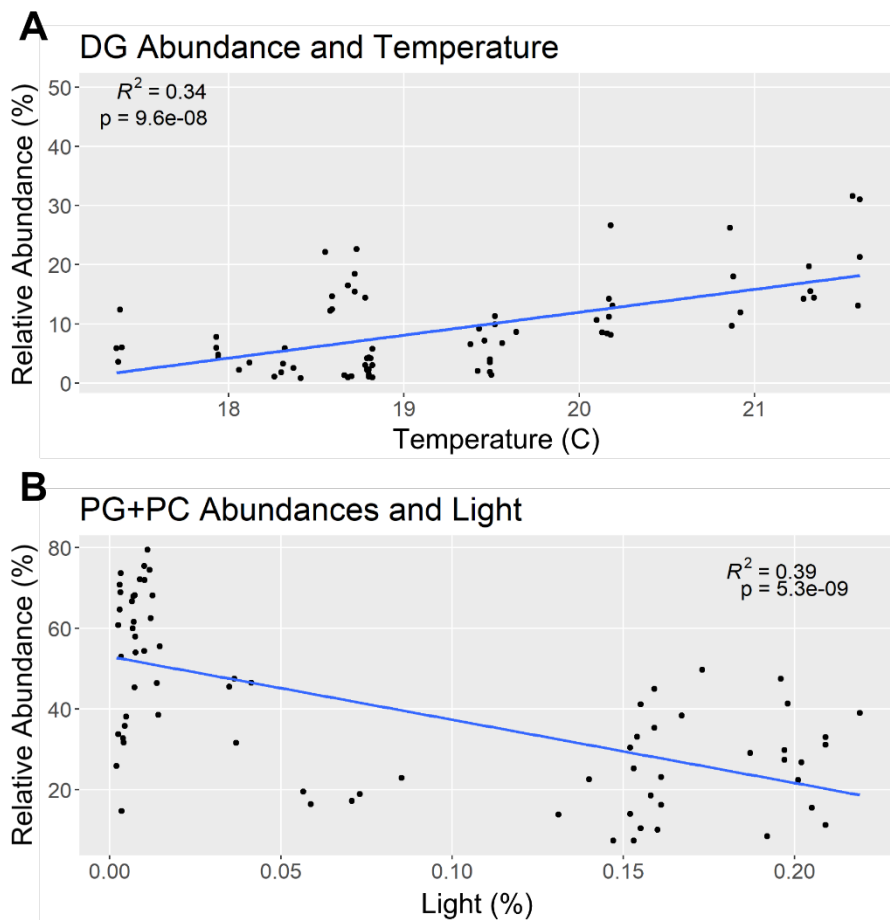 A
DG Abundance and Temperature
R² = 0.34
p = 9.6e-08
Relative Abundance (%)
50
40
30
20
10
0
18 19 20 21
Temperature (C)
B
PG+PC Abundances and Light
R² = 0.39
p = 5.3e-09
Relative Abundance (%)
80
60
40
20
0.00 0.05 0.10 0.15 0.20
Light (%)